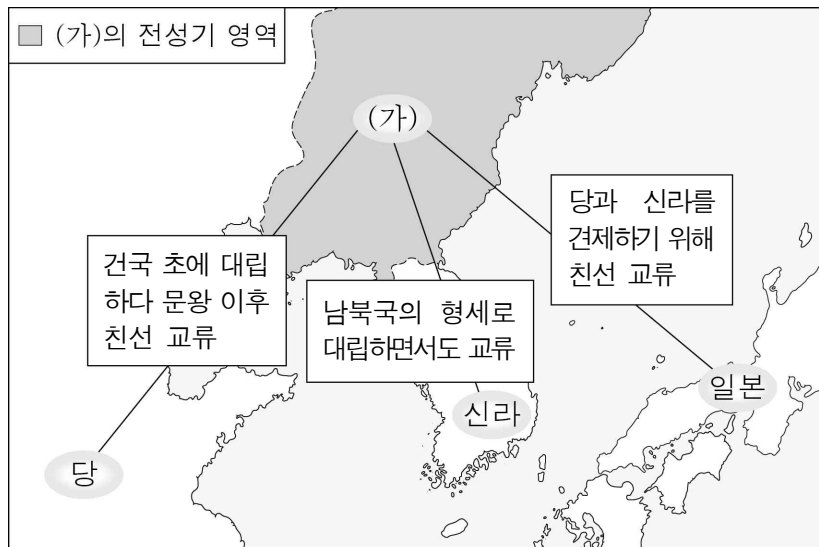 (가)의 전성기 영역
(가)
당과 신라를
견제하기 위해
친선 교류
건국 초에 대립
하다 문왕 이후
친선 교류
남북국의 형세로
대립하면서도 교류
일본
신라
당